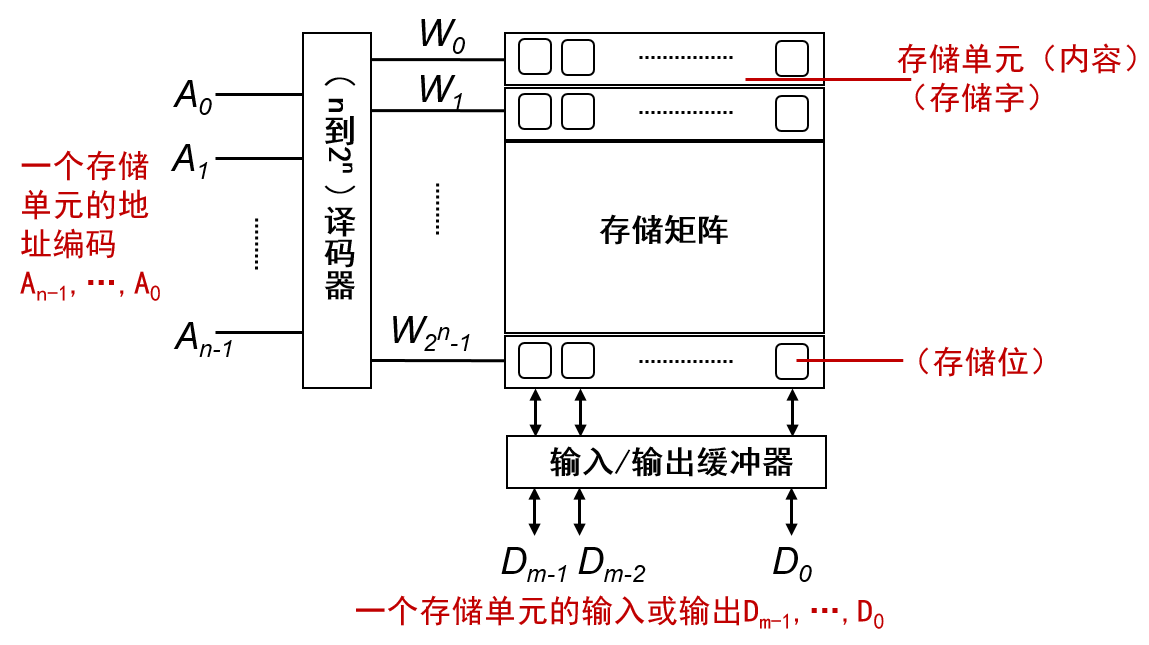 W0
存储单元（内容）
（存储字）
A0
W1
A1
一个存储
单元的地
址编码
An-1, …, A0
（n到2n）译码器
存储矩阵
An-1
W2n-1
（存储位）
输入/输出缓冲器
Dm-1 Dm-2 D0
一个存储单元的输入或输出Dm-1, …, D0